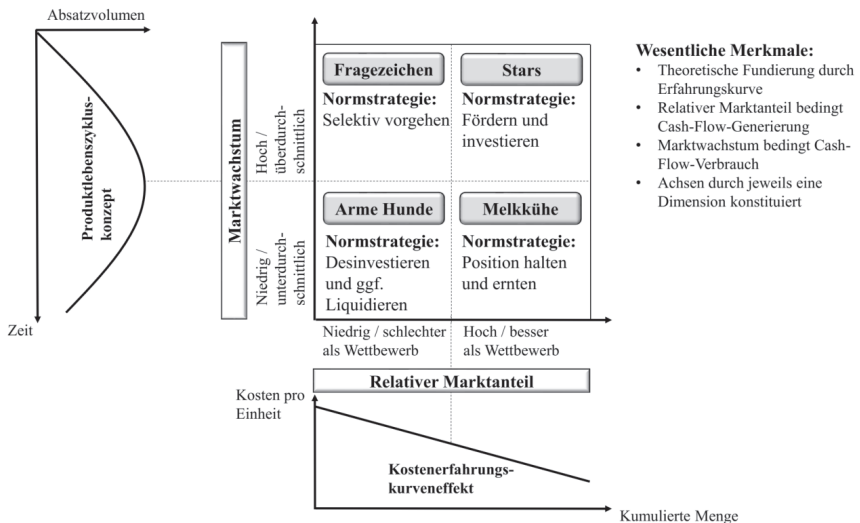 Absatzvolumen
Produktlebenszyklus-
konzept
Zeit
Marktwachstum
Hoch /
überdurch-
schnittlich
Niedrig /
unterdurch-
schnittlich
Fragezeichen
Normstrategie:
Selektiv vorgehen
Stars
Normstrategie:
Fördern und
investieren
Arme Hunde
Normstrategie:
Desinvestieren
und ggf.
Liquidieren
Melkkühe
Normstrategie:
Position halten
und ernten
Niedrig / schlechter
als Wettbewerb
Hoch / besser
als Wettbewerb
Relativer Marktanteil
Kosten pro
Einheit
Kostenerfahrungs-
kurveneffekt
Kumulierte Menge
Wesentliche Merkmale:
• Theoretische Fundierung durch
Erfahrungskurve
• Relativer Marktanteil bedingt
Cash-Flow-Generierung
• Marktwachstum bedingt Cash-
Flow-Verbrauch
• Achsen durch jeweils eine
Dimension konstituiert